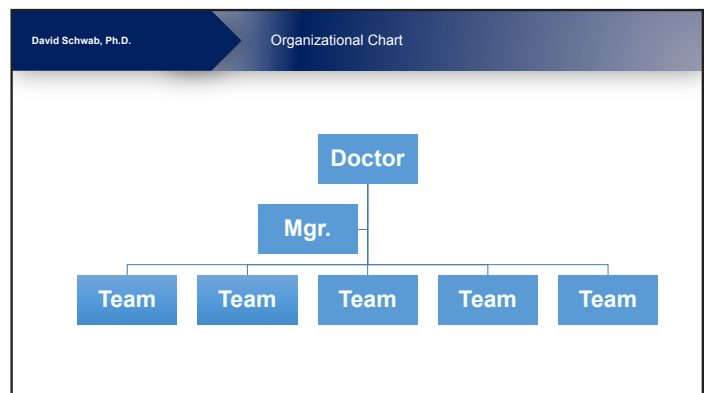 David Schwab, Ph.D.
Organizational Chart
Doctor
Mgr.
Team Team Team Team Team